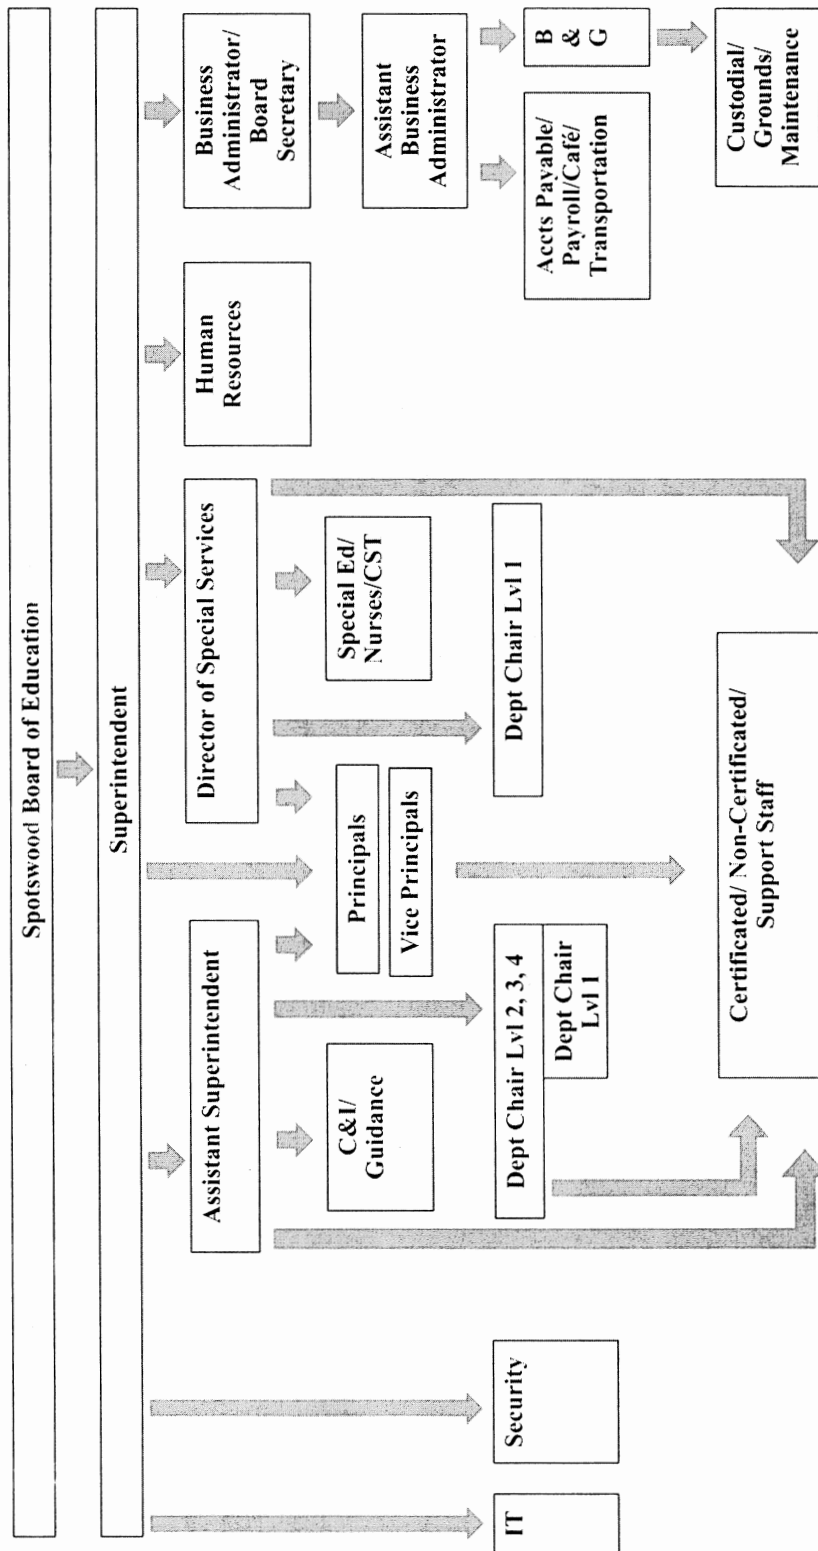 Spotswood Board of Education
Superintendent
Assistant Superintendent
Director of Special Services
Human
Resources
Business
Administrator/
Board
Secretary
C&I/
Guidance
Principals
Vice Principals
Special Ed/
Nurses/CST
Assistant
Business
Administrator
IT
Security
Dept Chair Lvl 2, 3, 4
Dept Chair
Lvl 1
Dept Chair Lvl 1
Accts Payable/
Payroll/Café/
Transportation
B
&
G
Certificated/ Non-Certificated/
Support Staff
Custodial/
Grounds/
Maintenance